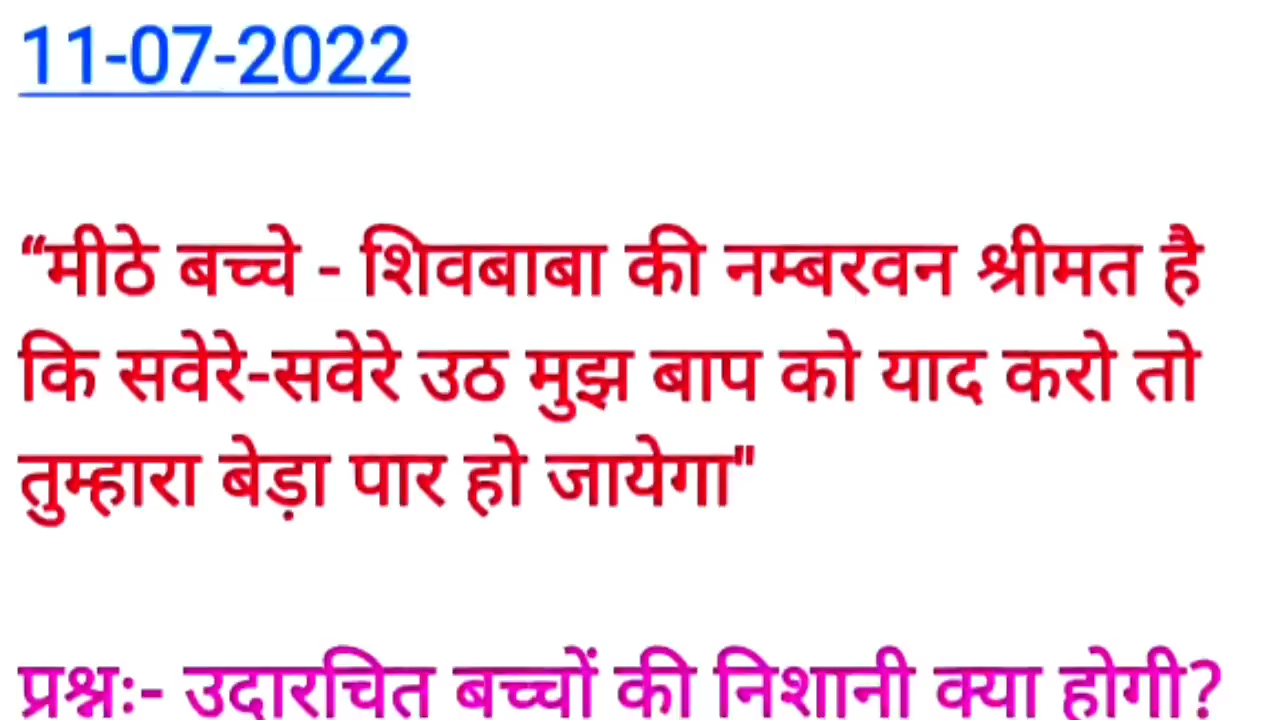 11-07-2022
“मीठे बच्चे - शिवबाबा की नम्बरवन श्रीमत है
कि सवेरे-सवेरे उठ मुझ बाप को याद करो तो
तुम्हारा बेड़ा पार हो जायेगा"
प्रश्नः- उदारचित बच्चों की निशानी क्या होगी?